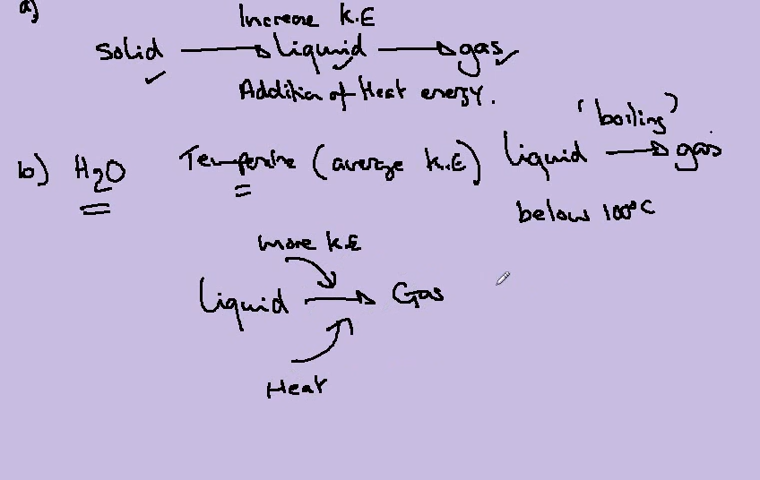 a)
Increase K.E
Solid → Liquid → gas
Addition of Heat energy.
b) H2O (average K.E) Liquid → gas
"boiling"
below 100°C
more K.E
Liquid → Gas
Heat